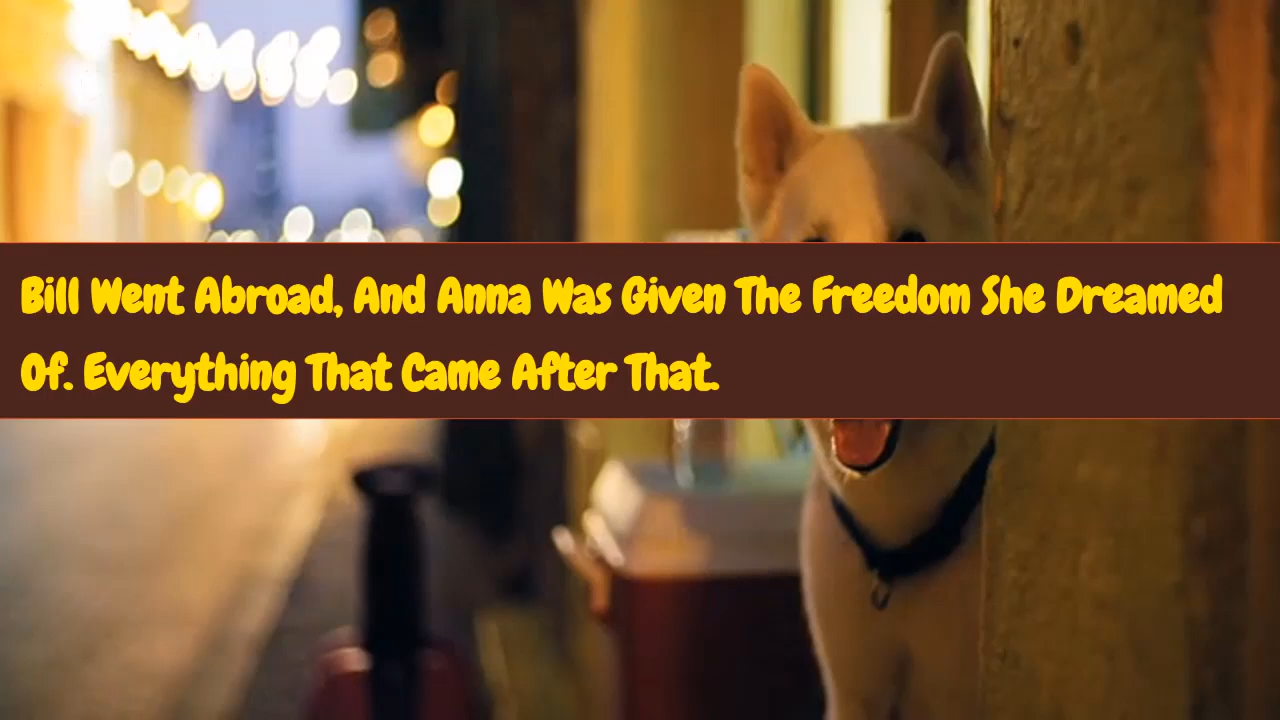 Bill Went Abroad, And Anna Was Given The Freedom She Dreamed
Of. Everything That Came After That.